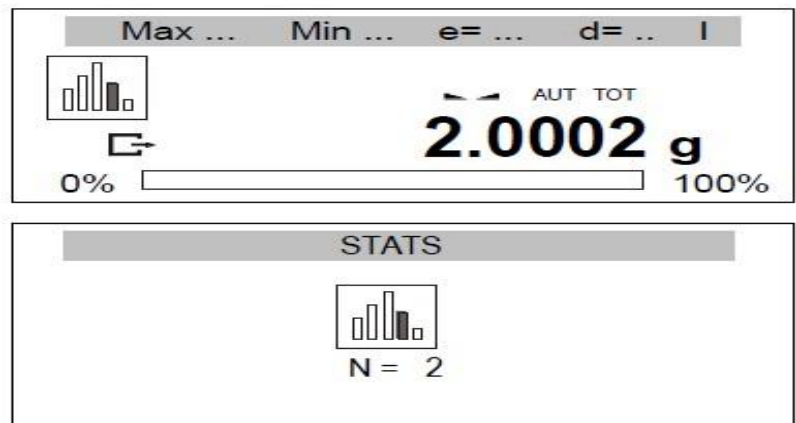 Max ... Min ... e= ... d= .. I
AUT TOT
2.0002 g
0% 100%
STATS
N = 2